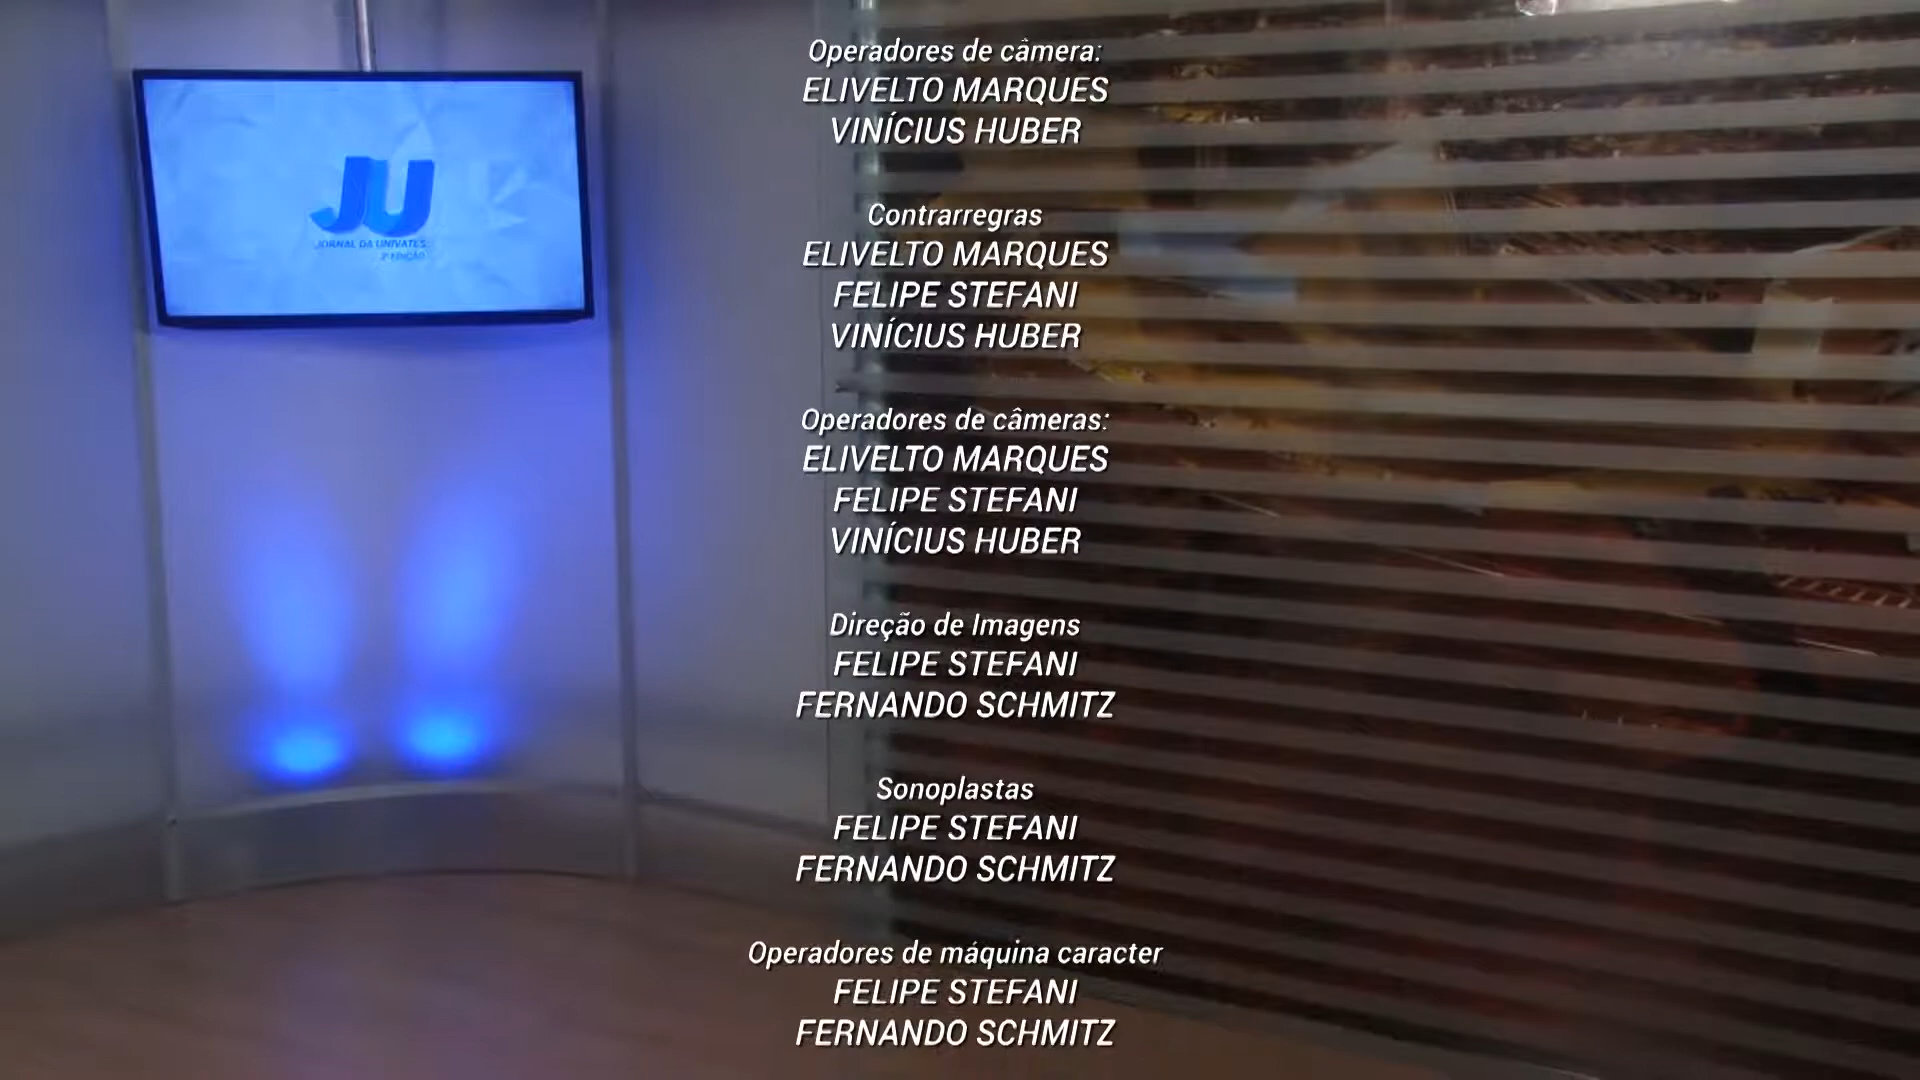 JU
JORNAL DA UNIVATES
2ª EDIÇÃO
Operadores de câmera:
ELIVELTO MARQUES
VINÍCIUS HUBER
Contrarregras
ELIVELTO MARQUES
FELIPE STEFANI
VINÍCIUS HUBER
Operadores de câmeras:
ELIVELTO MARQUES
FELIPE STEFANI
VINÍCIUS HUBER
Direção de Imagens
FELIPE STEFANI
FERNANDO SCHMITZ
Sonoplastas
FELIPE STEFANI
FERNANDO SCHMITZ
Operadores de máquina caracter
FELIPE STEFANI
FERNANDO SCHMITZ